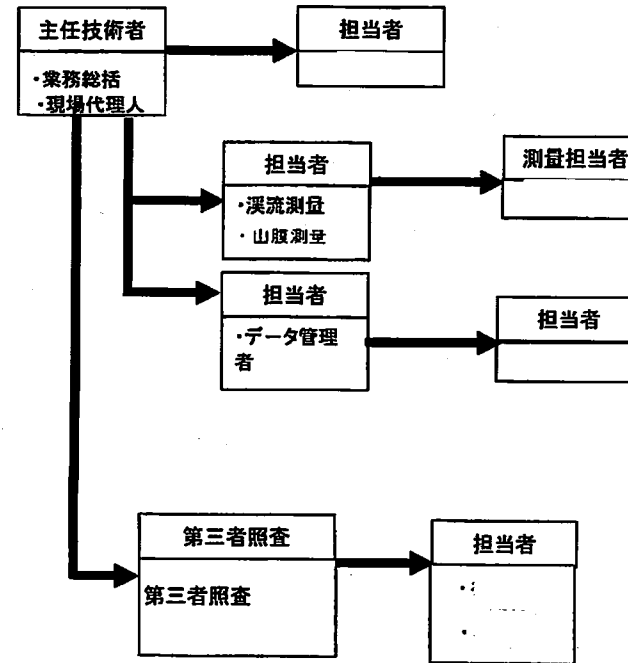 主任技術者
・業務総括
・現場代理人
担当者
担当者
・渓流測量
・山腹測量
測量担当者
担当者
・データ管理
者
担当者
第三者照査
第三者照査
担当者